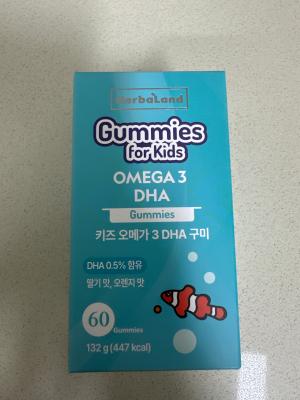 HerbaLand
Gummies
for Kids
OMEGA 3
DHA
Gummies
키즈 오메가 3 DHA 구미
DHA 0.5% 함유
딸기 맛, 오렌지 맛
60
Gummies
132 g (447 kcal)